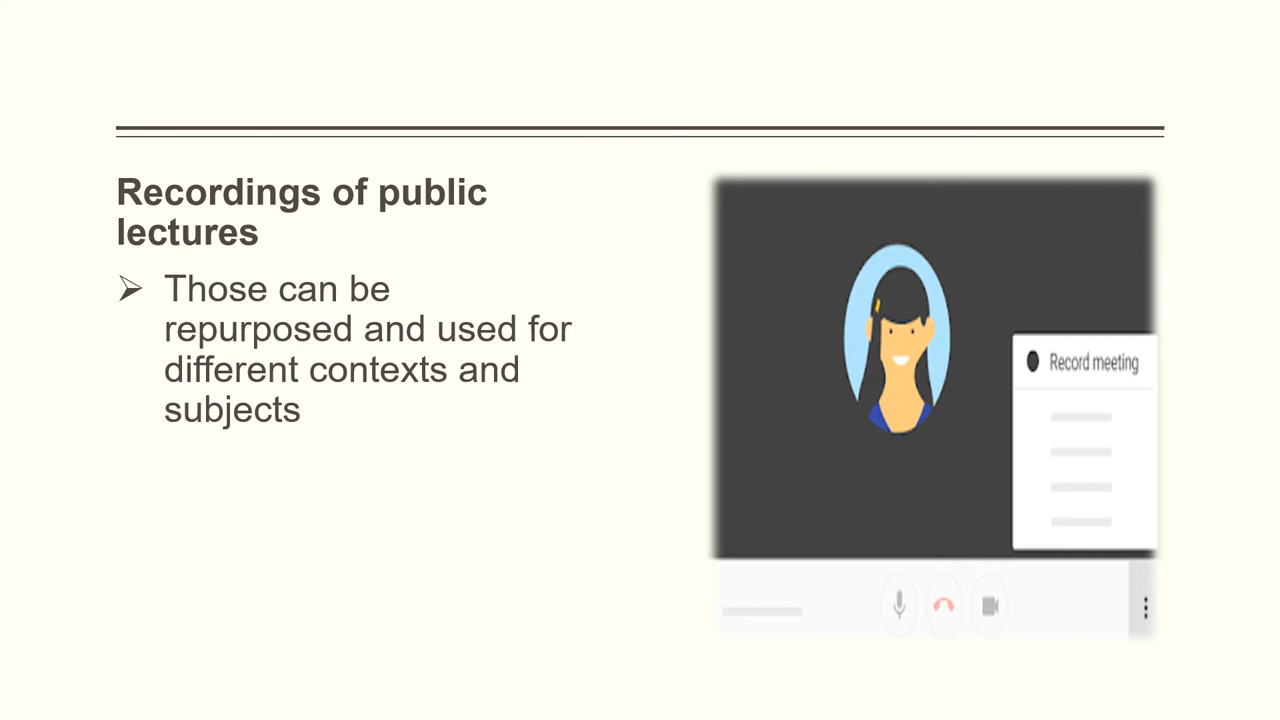 Recordings of public
lectures
Those can be
repurposed and used for
different contexts and
subjects
Record meeting